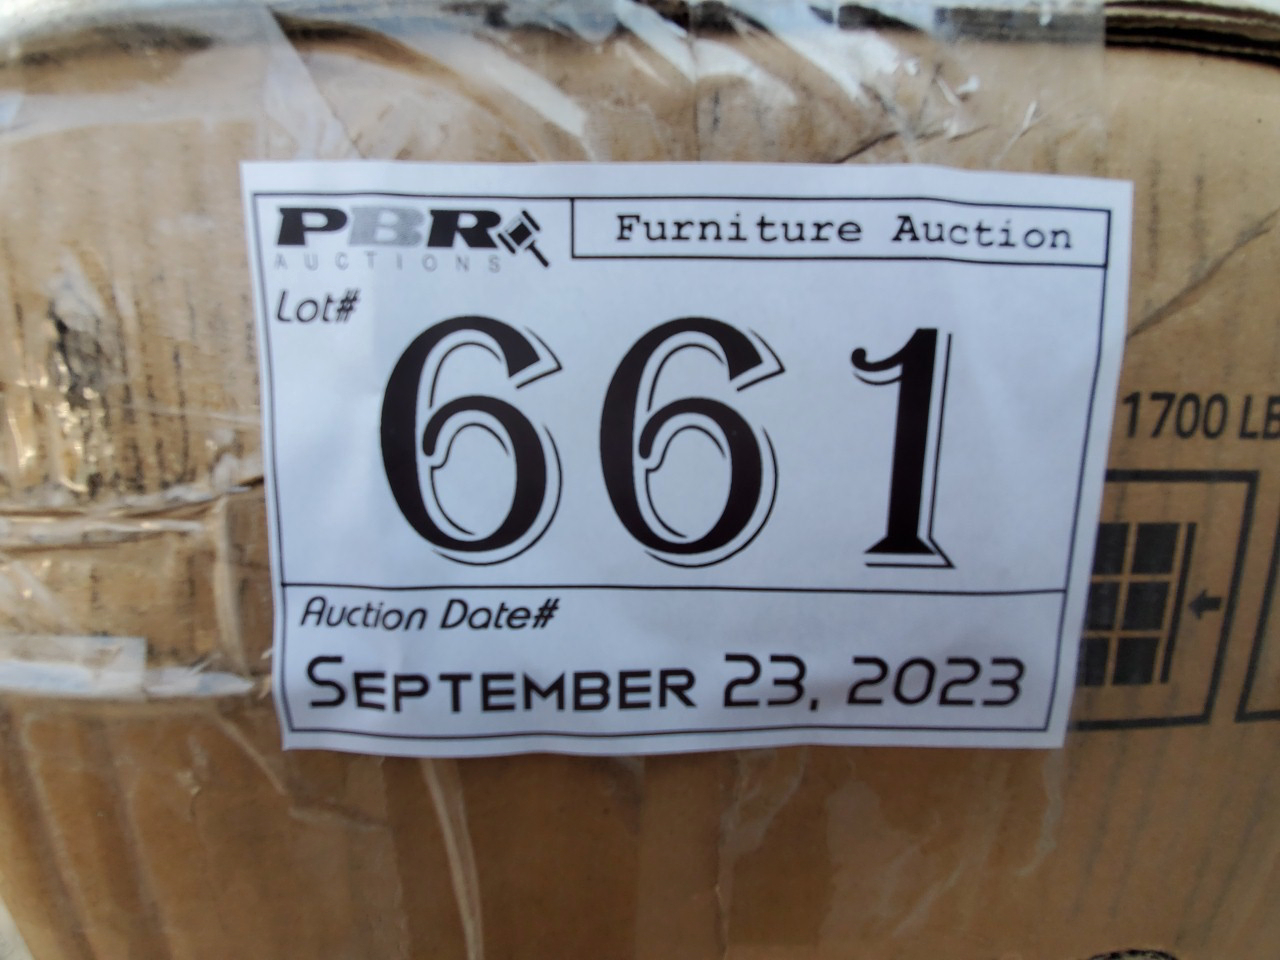 PBR
AUCTIONS
Furniture Auction
Lot#
661
1700 LB
Auction Date#
SEPTEMBER 23, 2023